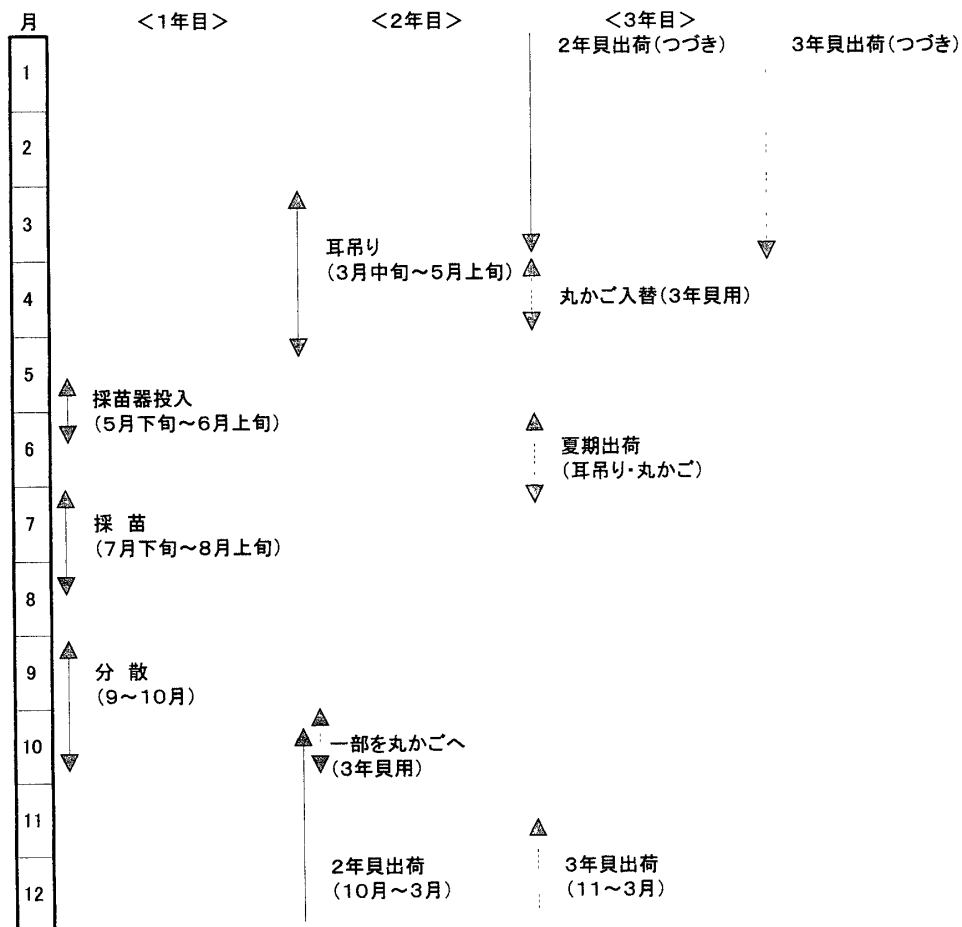 月 <1年目> <2年目> <3年目>
2年貝出荷(つづき) 3年貝出荷(つづき)
1
2
3
耳吊り
(3月中旬~5月上旬)
4
丸かご入替(3年貝用)
5
採苗器投入
(5月下旬~6月上旬)
6
夏期出荷
(耳吊り・丸かご)
7
採 苗
(7月下旬~8月上旬)
8
9
分 散
(9~10月)
10
一部を丸かごへ
(3年貝用)
11
12
2年貝出荷
(10月~3月)
3年貝出荷
(11~3月)